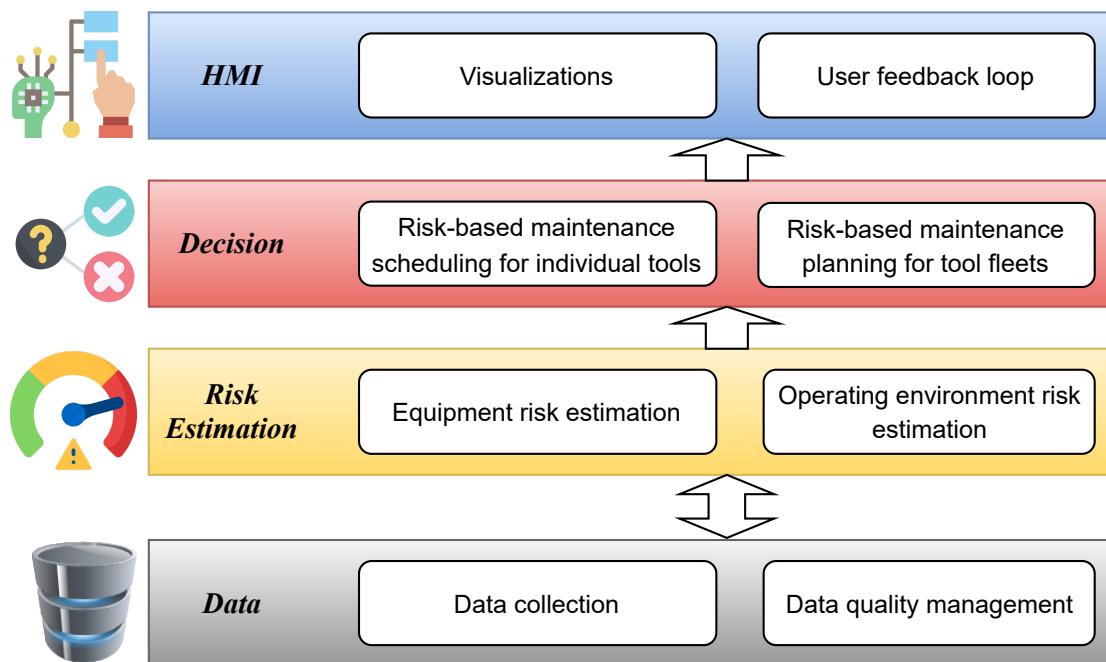 HMI
Visualizations
User feedback loop
Decision
Risk-based maintenance
scheduling for individual tools
Risk-based maintenance
planning for tool fleets
Risk
Estimation
Equipment risk estimation
Operating environment risk
estimation
Data
Data collection
Data quality management